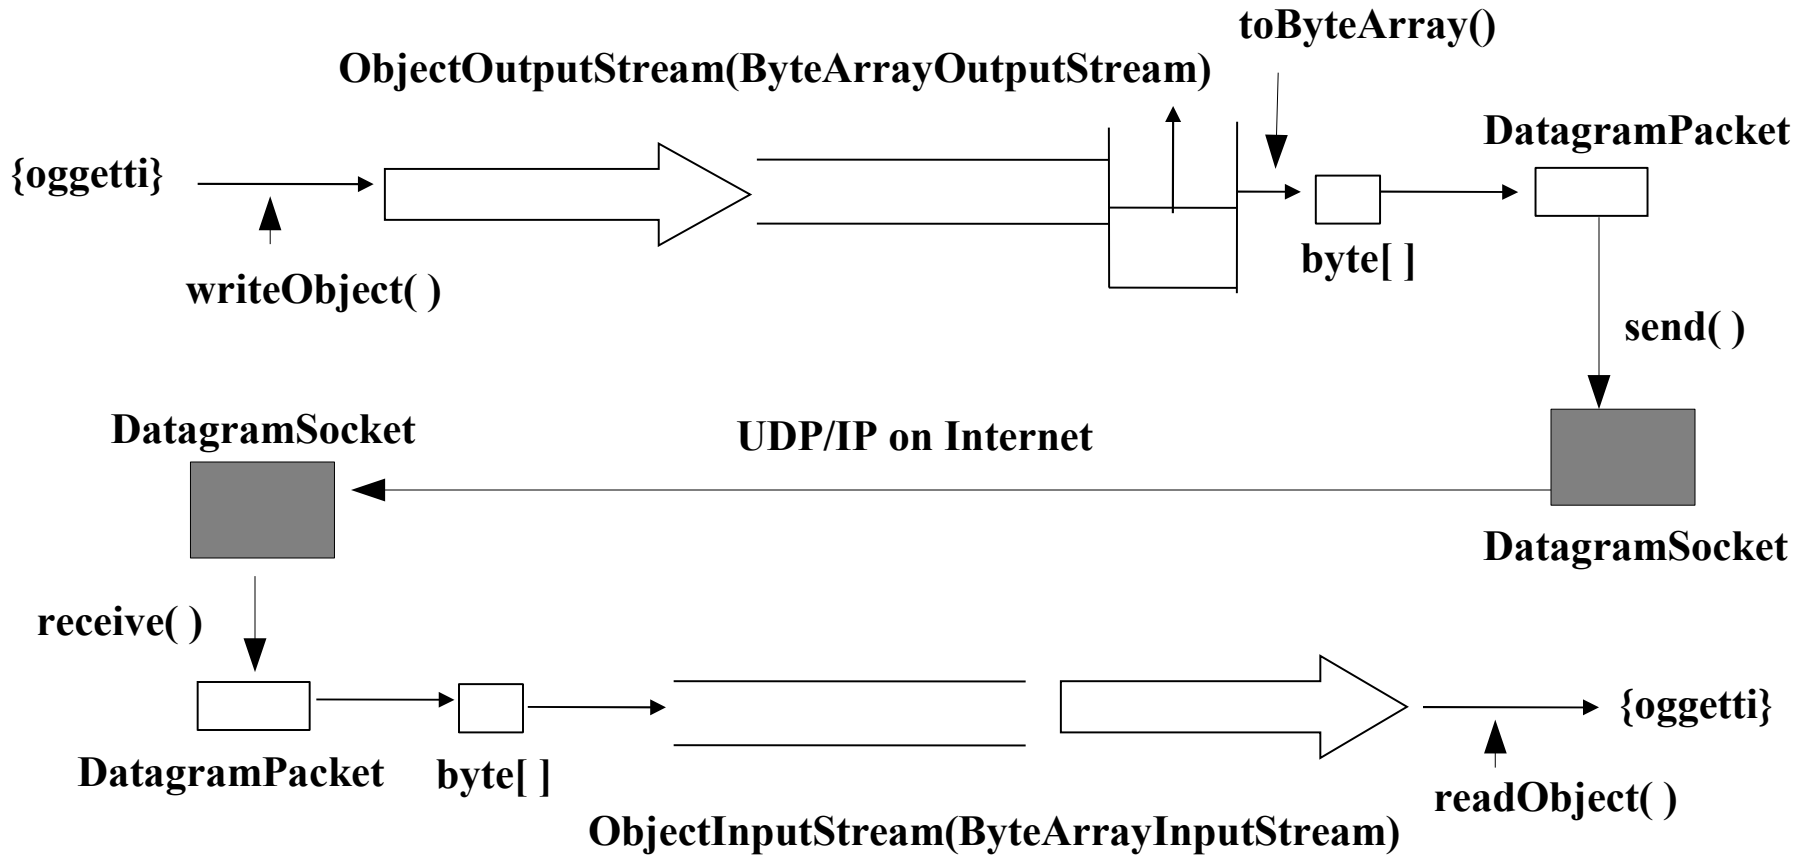 toByteArray()
ObjectOutputStream(ByteArrayOutputStream)
DatagramPacket
{oggetti}
writeObject( )
byte[ ]
send( )
DatagramSocket
UDP/IP on Internet
DatagramSocket
receive( )
{oggetti}
DatagramPacket
byte[ ]
readObject( )
ObjectInputStream(ByteArrayInputStream)